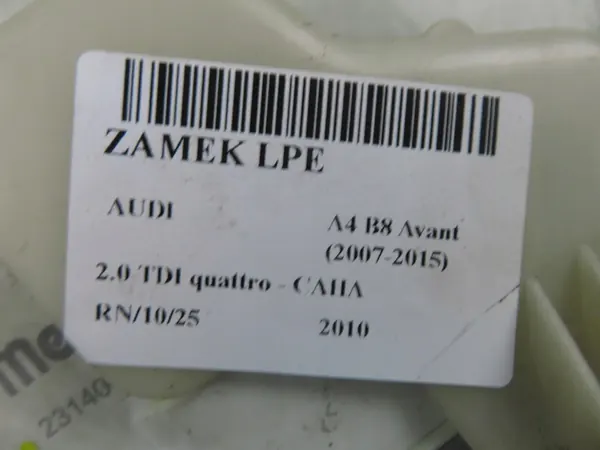 ZAMEK LPE
AUDI
A4 B8 Avant
(2007-2015)
2.0 TDI quattro - CAHA
RN/10/25 2010
Me
23140